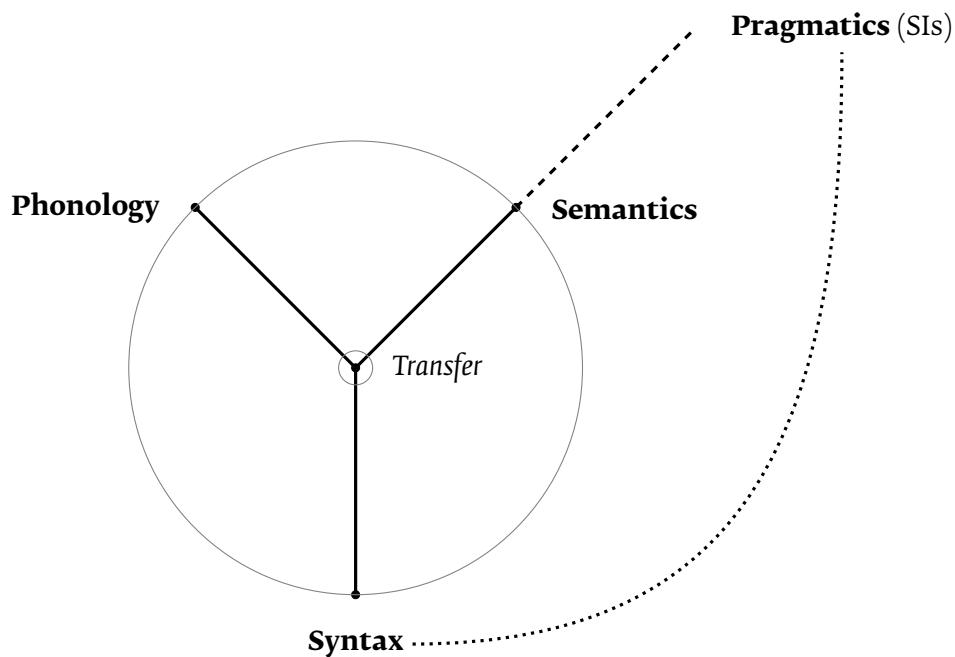 Pragmatics (SIs)
Phonology
Semantics
Transfer
Syntax